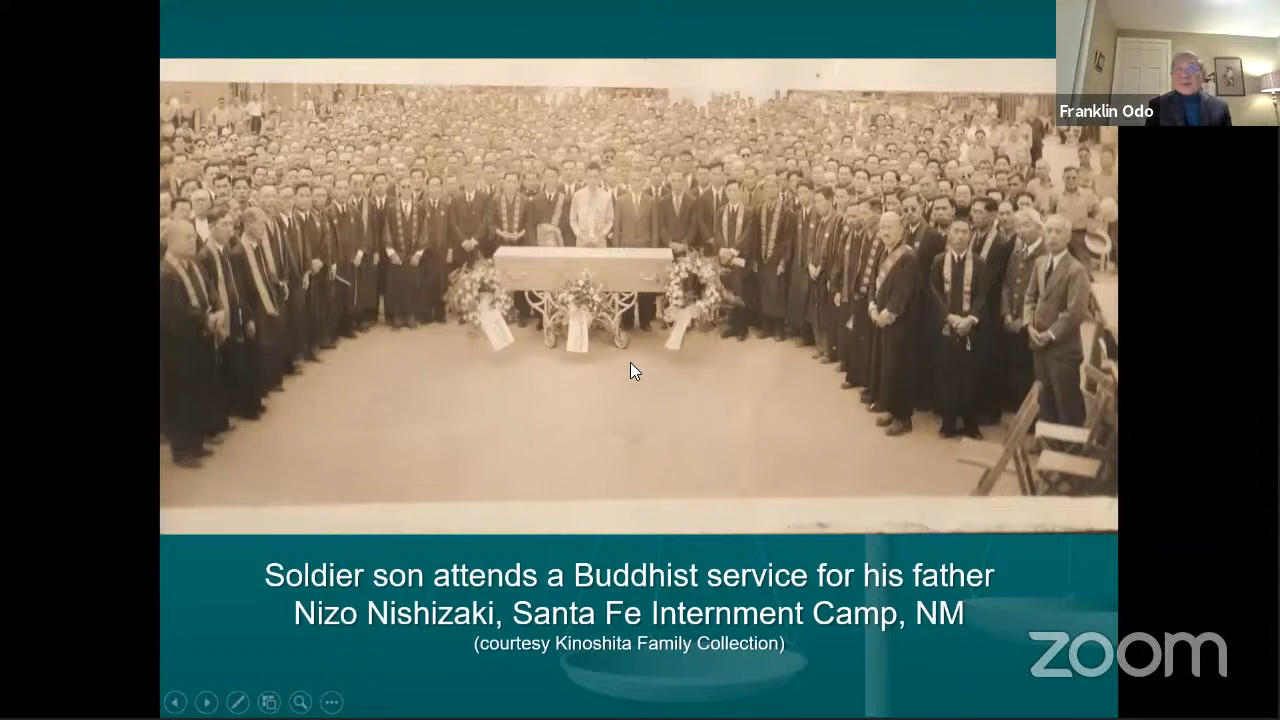 Franklin Odo
Soldier son attends a Buddhist service for his father
Nizo Nishizaki, Santa Fe Internment Camp, NM
(courtesy Kinoshita Family Collection)
zoom